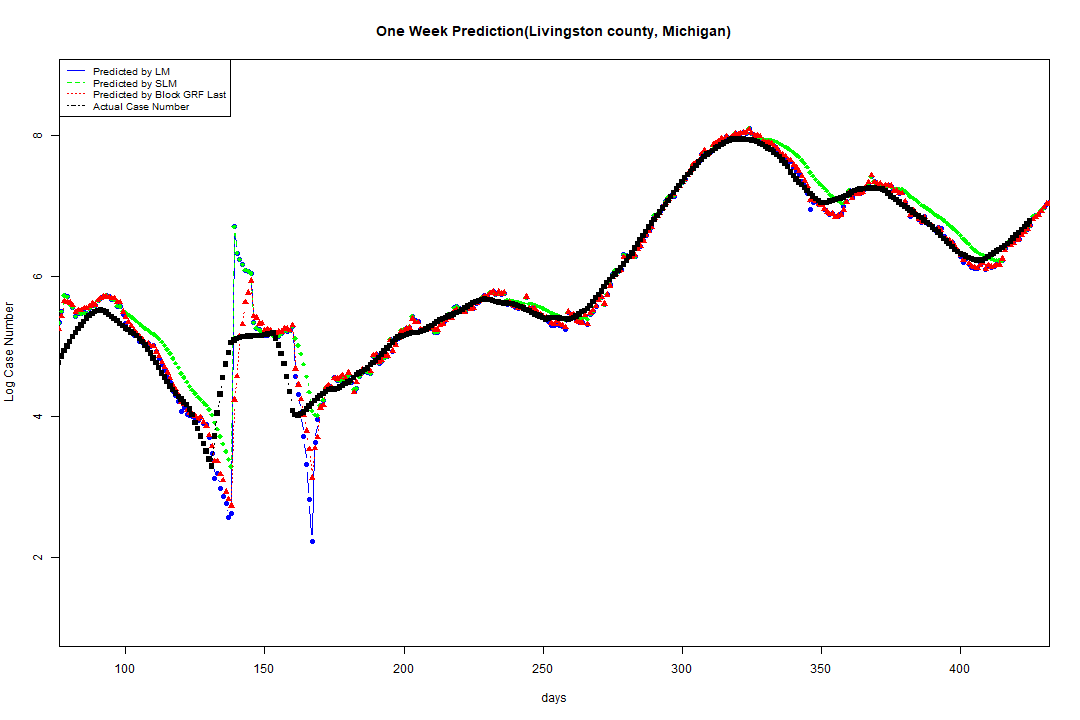 One Week Prediction(Livingston county, Michigan)
Predicted by LM
Predicted by SLM
Predicted by Block GRF Last
Actual Case Number
Log Case Number
8
6
4
2
100 150 200 250 300 350 400
days